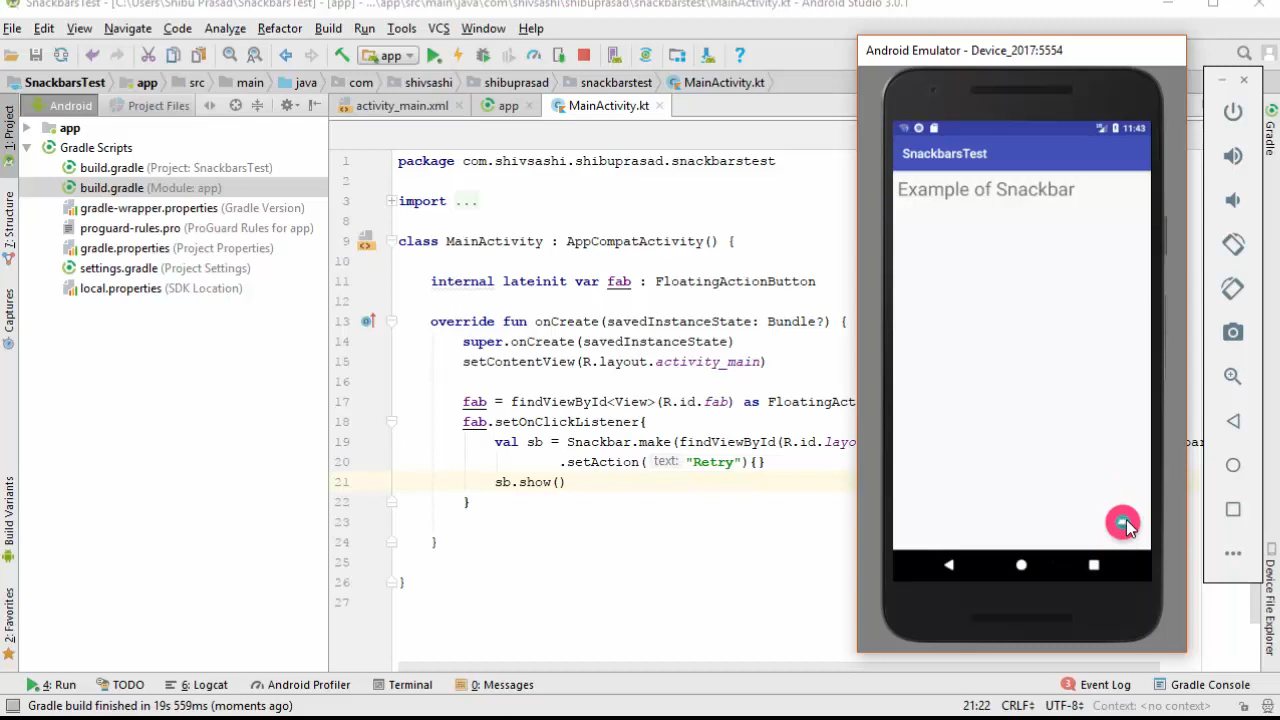 SnackbarsTest - [C:\Users\Shibu Prasad\SnackbarsTest] - [app] - ...\app\src\main\java\com\shivsashi\shibuprasad\snackbarstest\MainActivity.kt - Android Studio 3.0.1
File Edit View Navigate Code Analyze Refactor Build Run Tools VCS Window Help
app
SnackbarsTest app src main java com shivsashi shibuprasad snackbarstest MainActivity.kt
Android Project Files
activity_main.xml app MainActivity.kt
app
Gradle Scripts
build.gradle (Project: SnackbarsTest)
build.gradle (Module: app)
gradle-wrapper.properties (Gradle Version)
proguard-rules.pro (ProGuard Rules for app)
gradle.properties (Project Properties)
settings.gradle (Project Settings)
local.properties (SDK Location)
1: Project
7: Structure
Captures
Build Variants
2: Favorites
1 package com.shivsashi.shibuprasad.snackbarstest
2
3 import ...
8
9 class MainActivity : AppCompatActivity() {
10
11 internal lateinit var fab : FloatingActionButton
12
13 override fun onCreate(savedInstanceState: Bundle?) {
14 super.onCreate(savedInstanceState)
15 setContentView(R.layout.activity_main)
16
17 fab = findViewById<View>(R.id.fab) as FloatingAct
18 fab.setOnClickListener{
19 val sb = Snackbar.make(findViewById(R.id.layo bar
20 .setAction( text: "Retry"){}
21 sb.show()
22 }
23
24 }
25
26 }
27
Android Emulator - Device_2017:5554
11:43
SnackbarsTest
Example of Snackbar
Gradle
Device File Explorer
4: Run TODO 6: Logcat Android Profiler Terminal 0: Messages
3 Event Log Gradle Console
Gradle build finished in 19s 559ms (moments ago)
21:22 CRLF÷ UTF-8÷ Context: <no context>